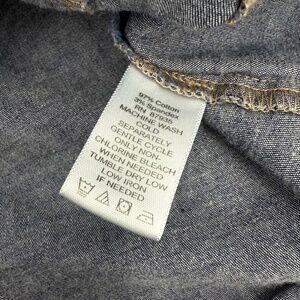 97% Cotton
3% Spandex
RN 87935
MACHINE WASH
COLD
SEPARATELY
GENTLE CYCLE
ONLY NON-
CHLORINE BLEACH
WHEN NEEDED
TUMBLE DRY LOW
LOW IRON
IF NEEDED